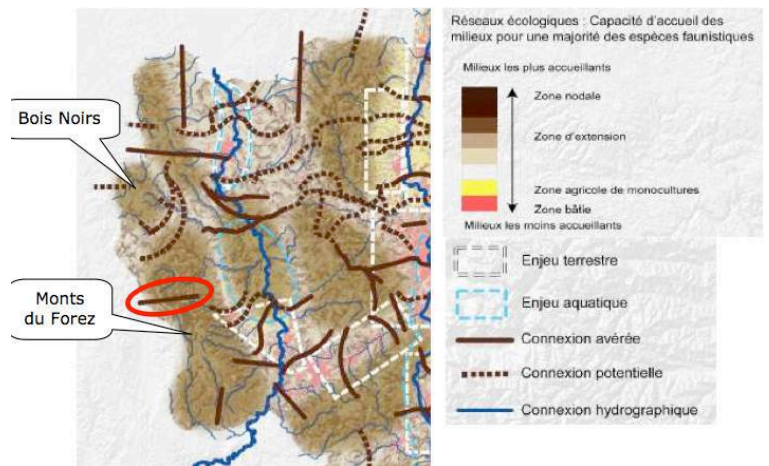 Réseaux écologiques : Capacité d'accueil des
milieux pour une majorité des espèces faunistiques
Milieux les plus accueillants
Zone nodale
Zone d'extension
Zone agricole de monocultures
Zone bâtie
Milieux les moins accueillants
Enjeu terrestre
Enjeu aquatique
Connexion avérée
Connexion potentielle
Connexion hydrographique
Bois Noirs
Monts
du Forez